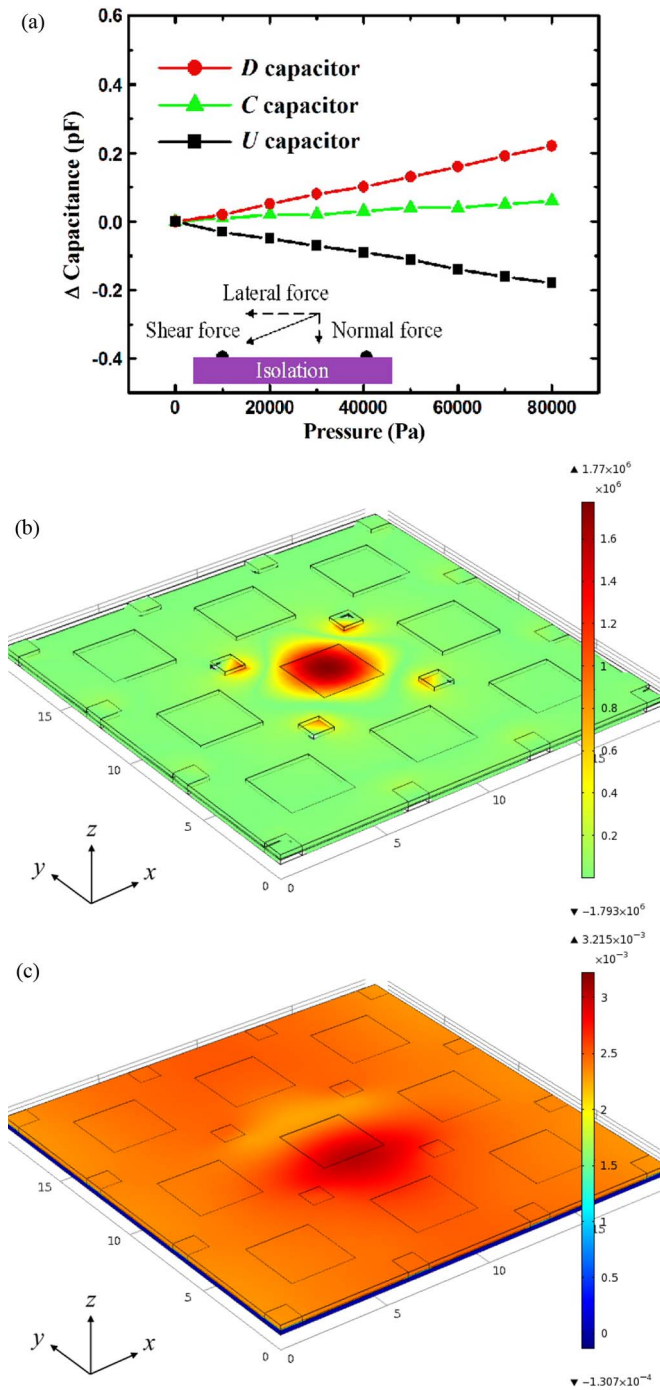 (a)
0.6
0.4
0.2
0.0
-0.2
-0.4
Δ Capacitance (pF)
D capacitor
C capacitor
U capacitor
Lateral force
Shear force
Normal force
Isolation
0 20000 40000 60000 80000
Pressure (Pa)
(b)
▲ 1.77×10⁶
×10⁶
1.6
1.4
1.2
1
0.8
0.6
0.4
0.2
▼ −1.793×10⁶
15
10
5
0
0
5
10
15
z
y
x
(c)
▲ 3.215×10⁻³
×10⁻³
3
2.5
2
1.5
1
0.5
0
▼ −1.307×10⁻⁴
15
10
5
0
0
5
10
15
z
y
x